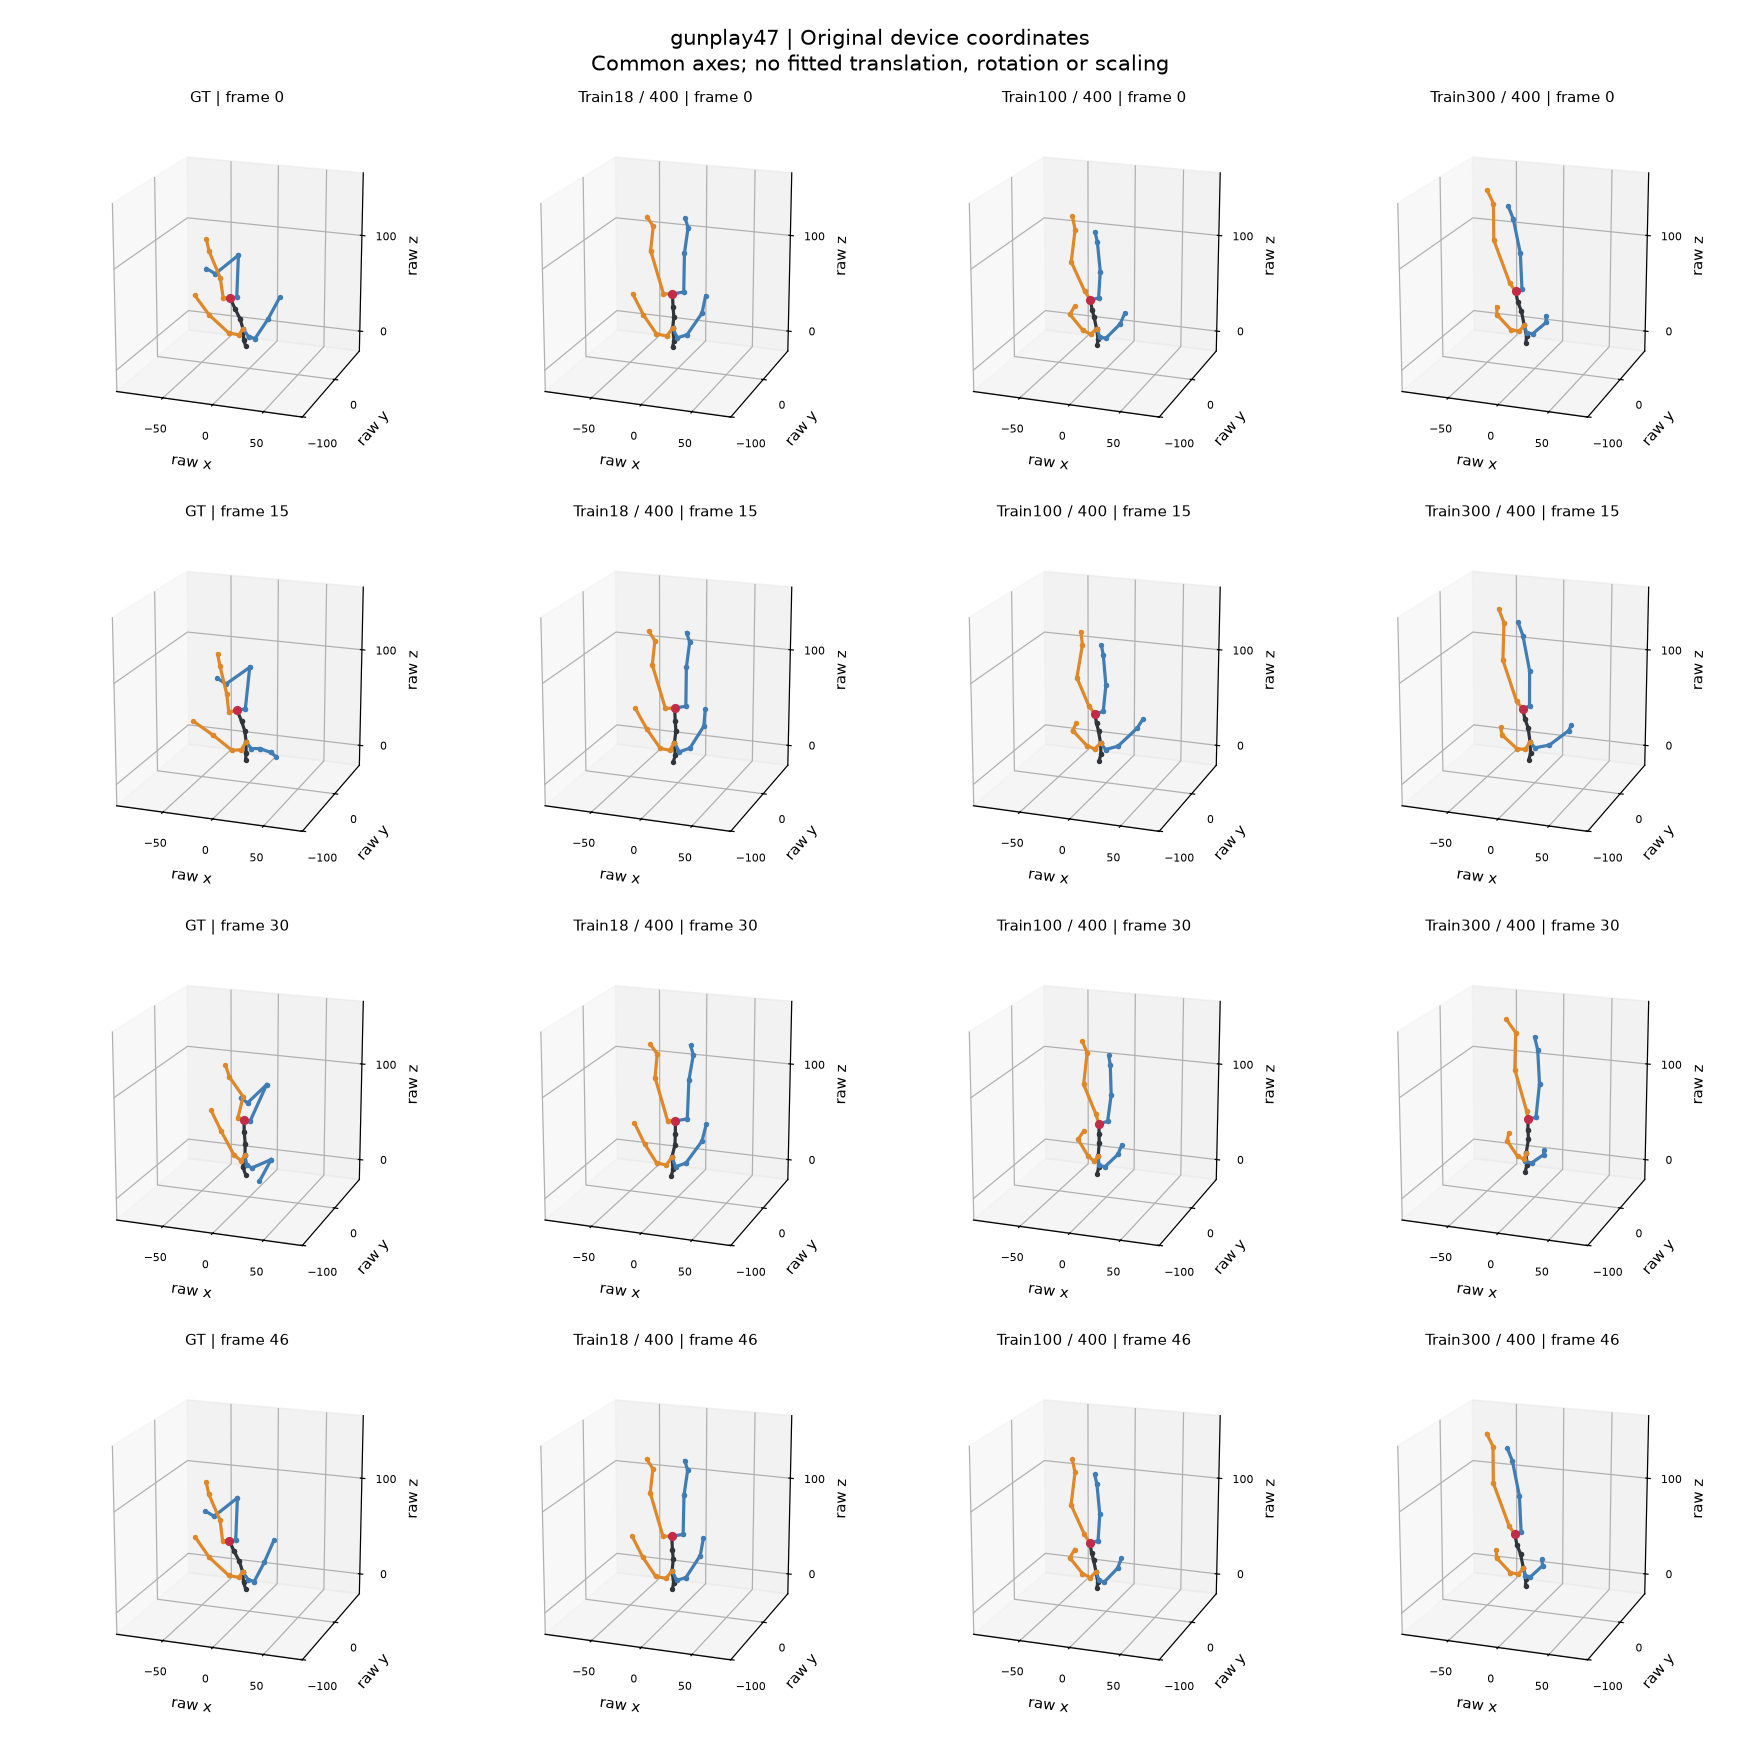 gunplay47 | Original device coordinates
Common axes; no fitted translation, rotation or scaling
GT | frame 0
Train18 / 400 | frame 0
Train100 / 400 | frame 0
Train300 / 400 | frame 0
100
100
100
100
raw z
raw z
raw z
raw z
0
0
0
0
0
0
0
0
−50
0
50
−100
raw y
−50
0
50
−100
raw y
−50
0
50
−100
raw y
−50
0
50
−100
raw y
raw x
raw x
raw x
raw x
GT | frame 15
Train18 / 400 | frame 15
Train100 / 400 | frame 15
Train300 / 400 | frame 15
100
100
100
100
raw z
raw z
raw z
raw z
0
0
0
0
0
0
0
0
−50
0
50
−100
raw y
−50
0
50
−100
raw y
−50
0
50
−100
raw y
−50
0
50
−100
raw y
raw x
raw x
raw x
raw x
GT | frame 30
Train18 / 400 | frame 30
Train100 / 400 | frame 30
Train300 / 400 | frame 30
100
100
100
100
raw z
raw z
raw z
raw z
0
0
0
0
0
0
0
0
−50
0
50
−100
raw y
−50
0
50
−100
raw y
−50
0
50
−100
raw y
−50
0
50
−100
raw y
raw x
raw x
raw x
raw x
GT | frame 46
Train18 / 400 | frame 46
Train100 / 400 | frame 46
Train300 / 400 | frame 46
100
100
100
100
raw z
raw z
raw z
raw z
0
0
0
0
0
0
0
0
−50
0
50
−100
raw y
−50
0
50
−100
raw y
−50
0
50
−100
raw y
−50
0
50
−100
raw y
raw x
raw x
raw x
raw x